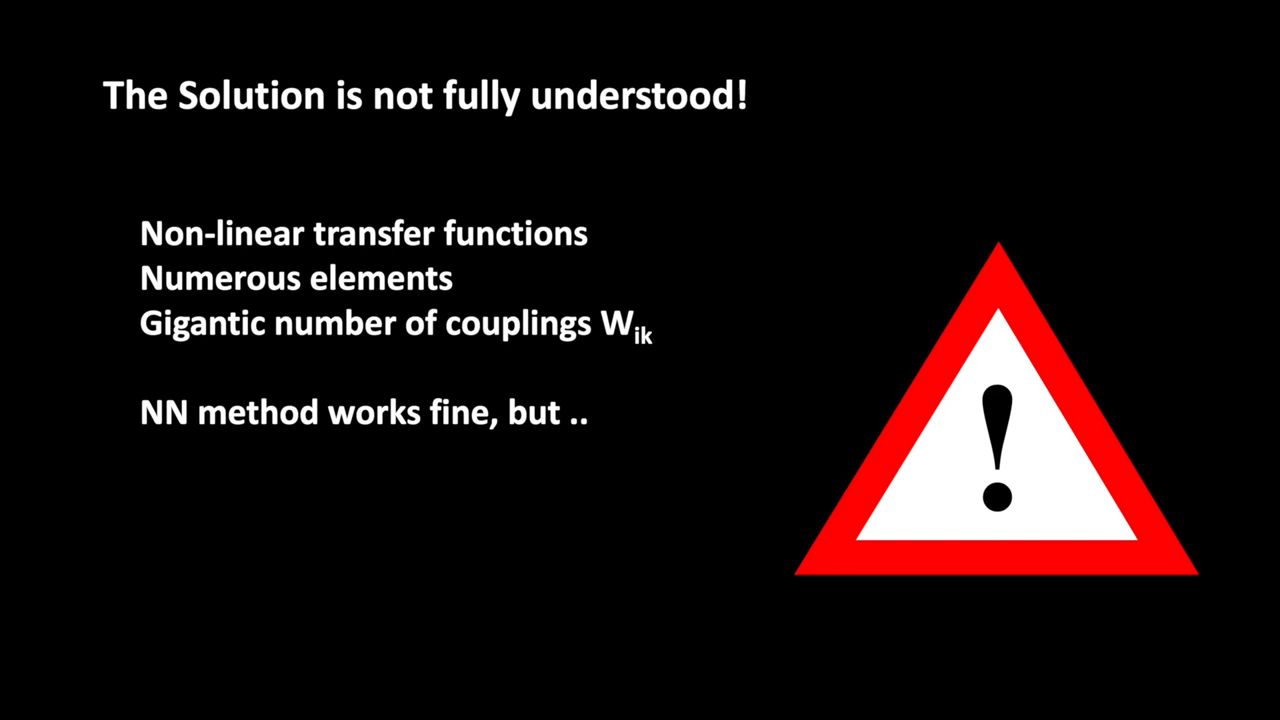 The Solution is not fully understood!
Non-linear transfer functions
Numerous elements
Gigantic number of couplings Wik
NN method works fine, but ..
!